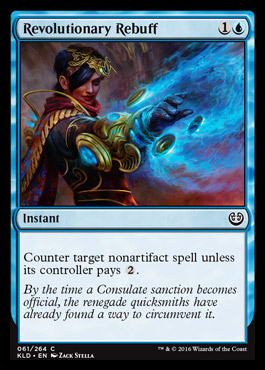 Revolutionary Rebuff 1
Instant
Counter target nonartifact spell unless
its controller pays 2.
By the time a Consulate sanction becomes
official, the renegade quicksmiths have
already found a way to circumvent it.
061/264 C
KLD • EN Zack Stella
™ & © 2016 Wizards of the Coast